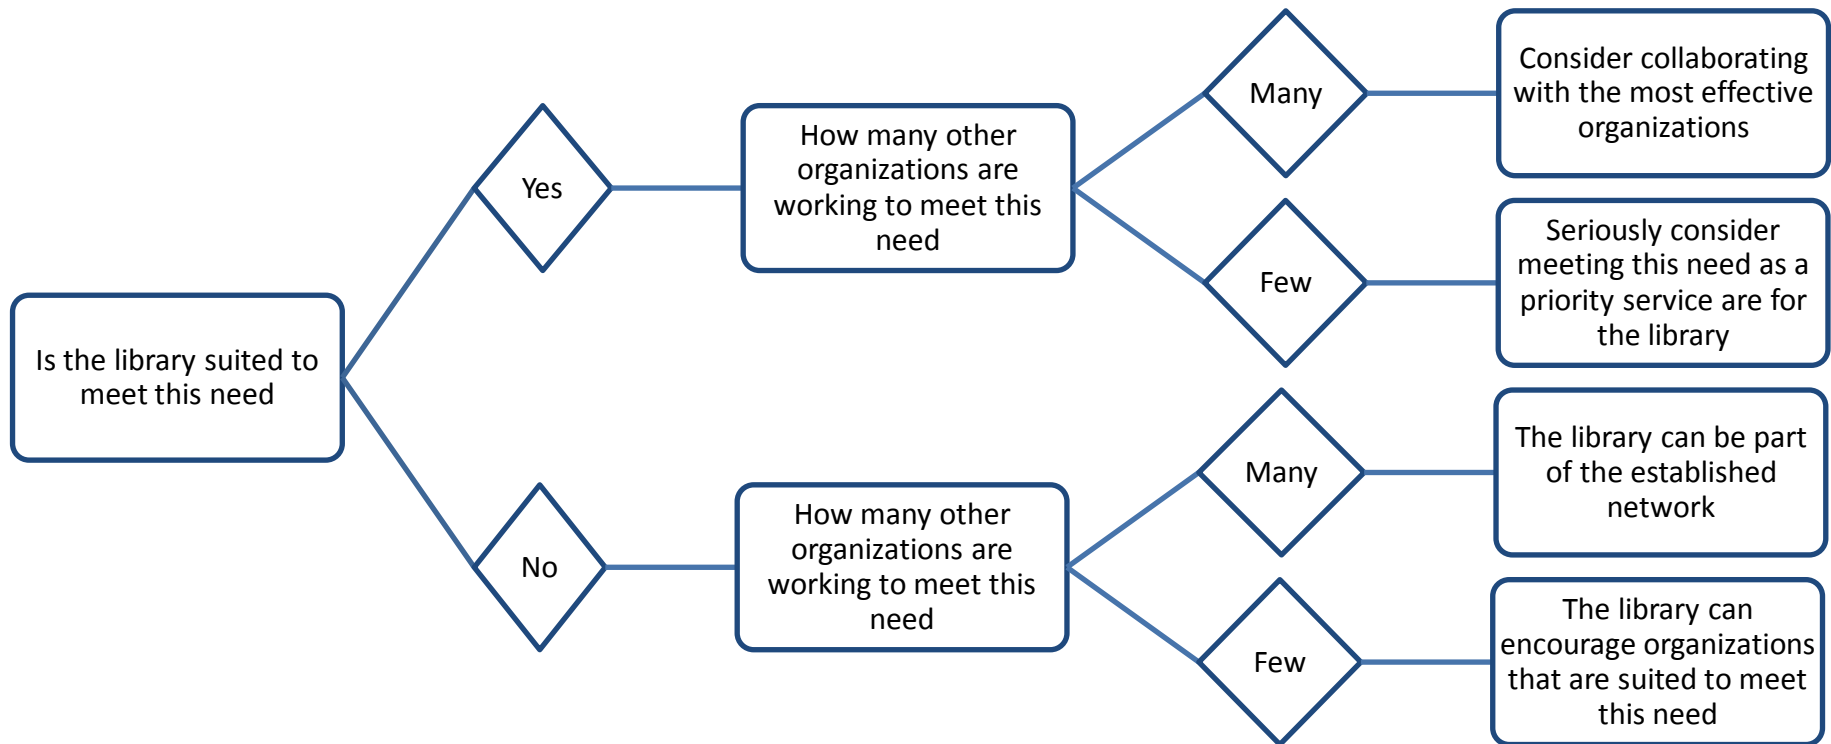 Is the library suited to
meet this need
Yes
How many other
organizations are
working to meet this
need
Many
Consider collaborating
with the most effective
organizations
Few
Seriously consider
meeting this need as a
priority service are for
the library
No
How many other
organizations are
working to meet this
need
Many
The library can be part
of the established
network
Few
The library can
encourage organizations
that are suited to meet
this need